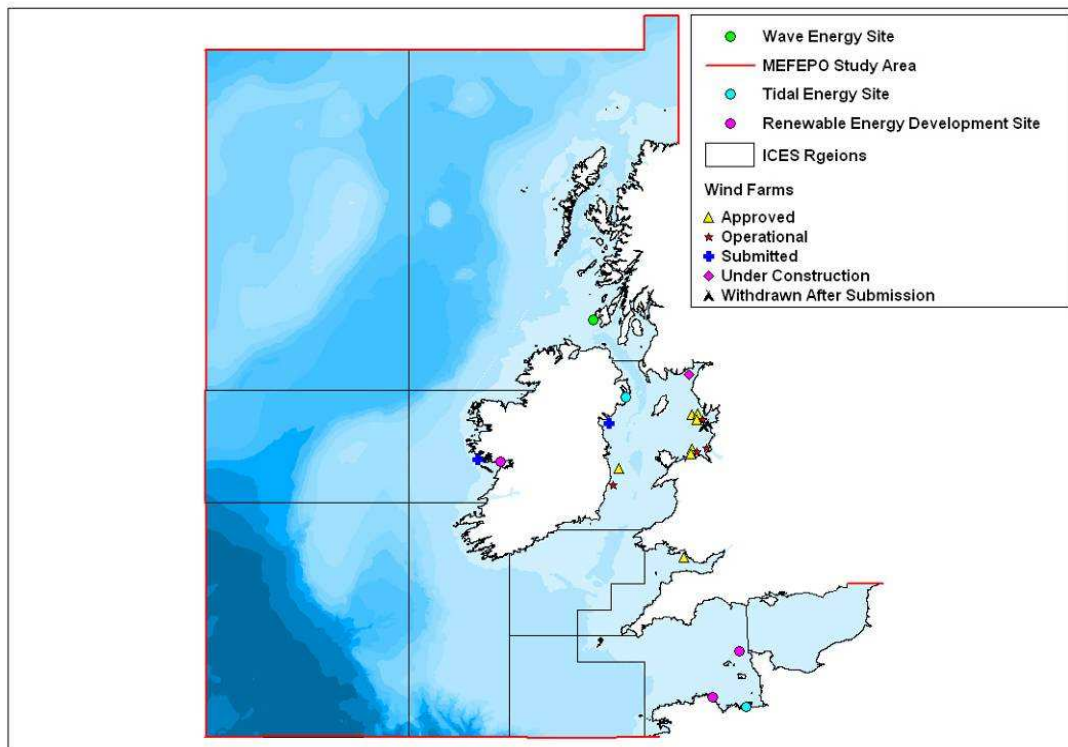 Wave Energy Site
MEFEPO Study Area
Tidal Energy Site
Renewable Energy Development Site
ICES Rgeions
Wind Farms
Approved
Operational
Submitted
Under Construction
Withdrawn After Submission